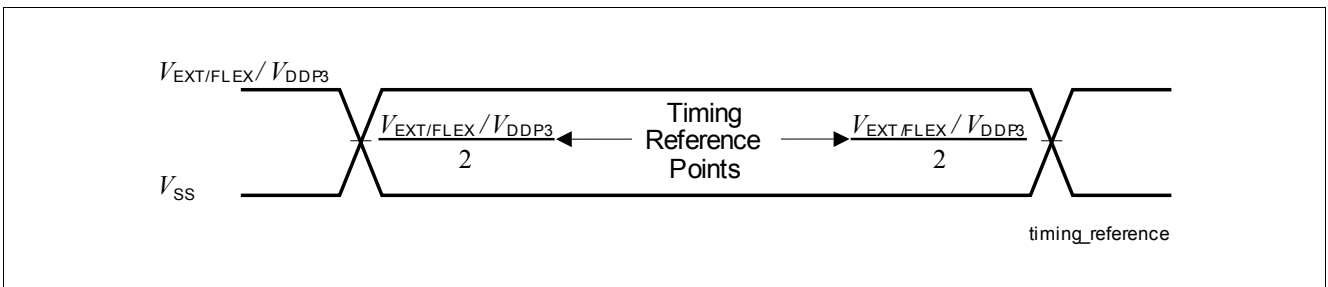 VEXT/FLEX / VDDP3
VEXT/FLEX / VDDP3
2
Timing
Reference
Points
VEXT/FLEX / VDDP3
2
VSS
timing_reference